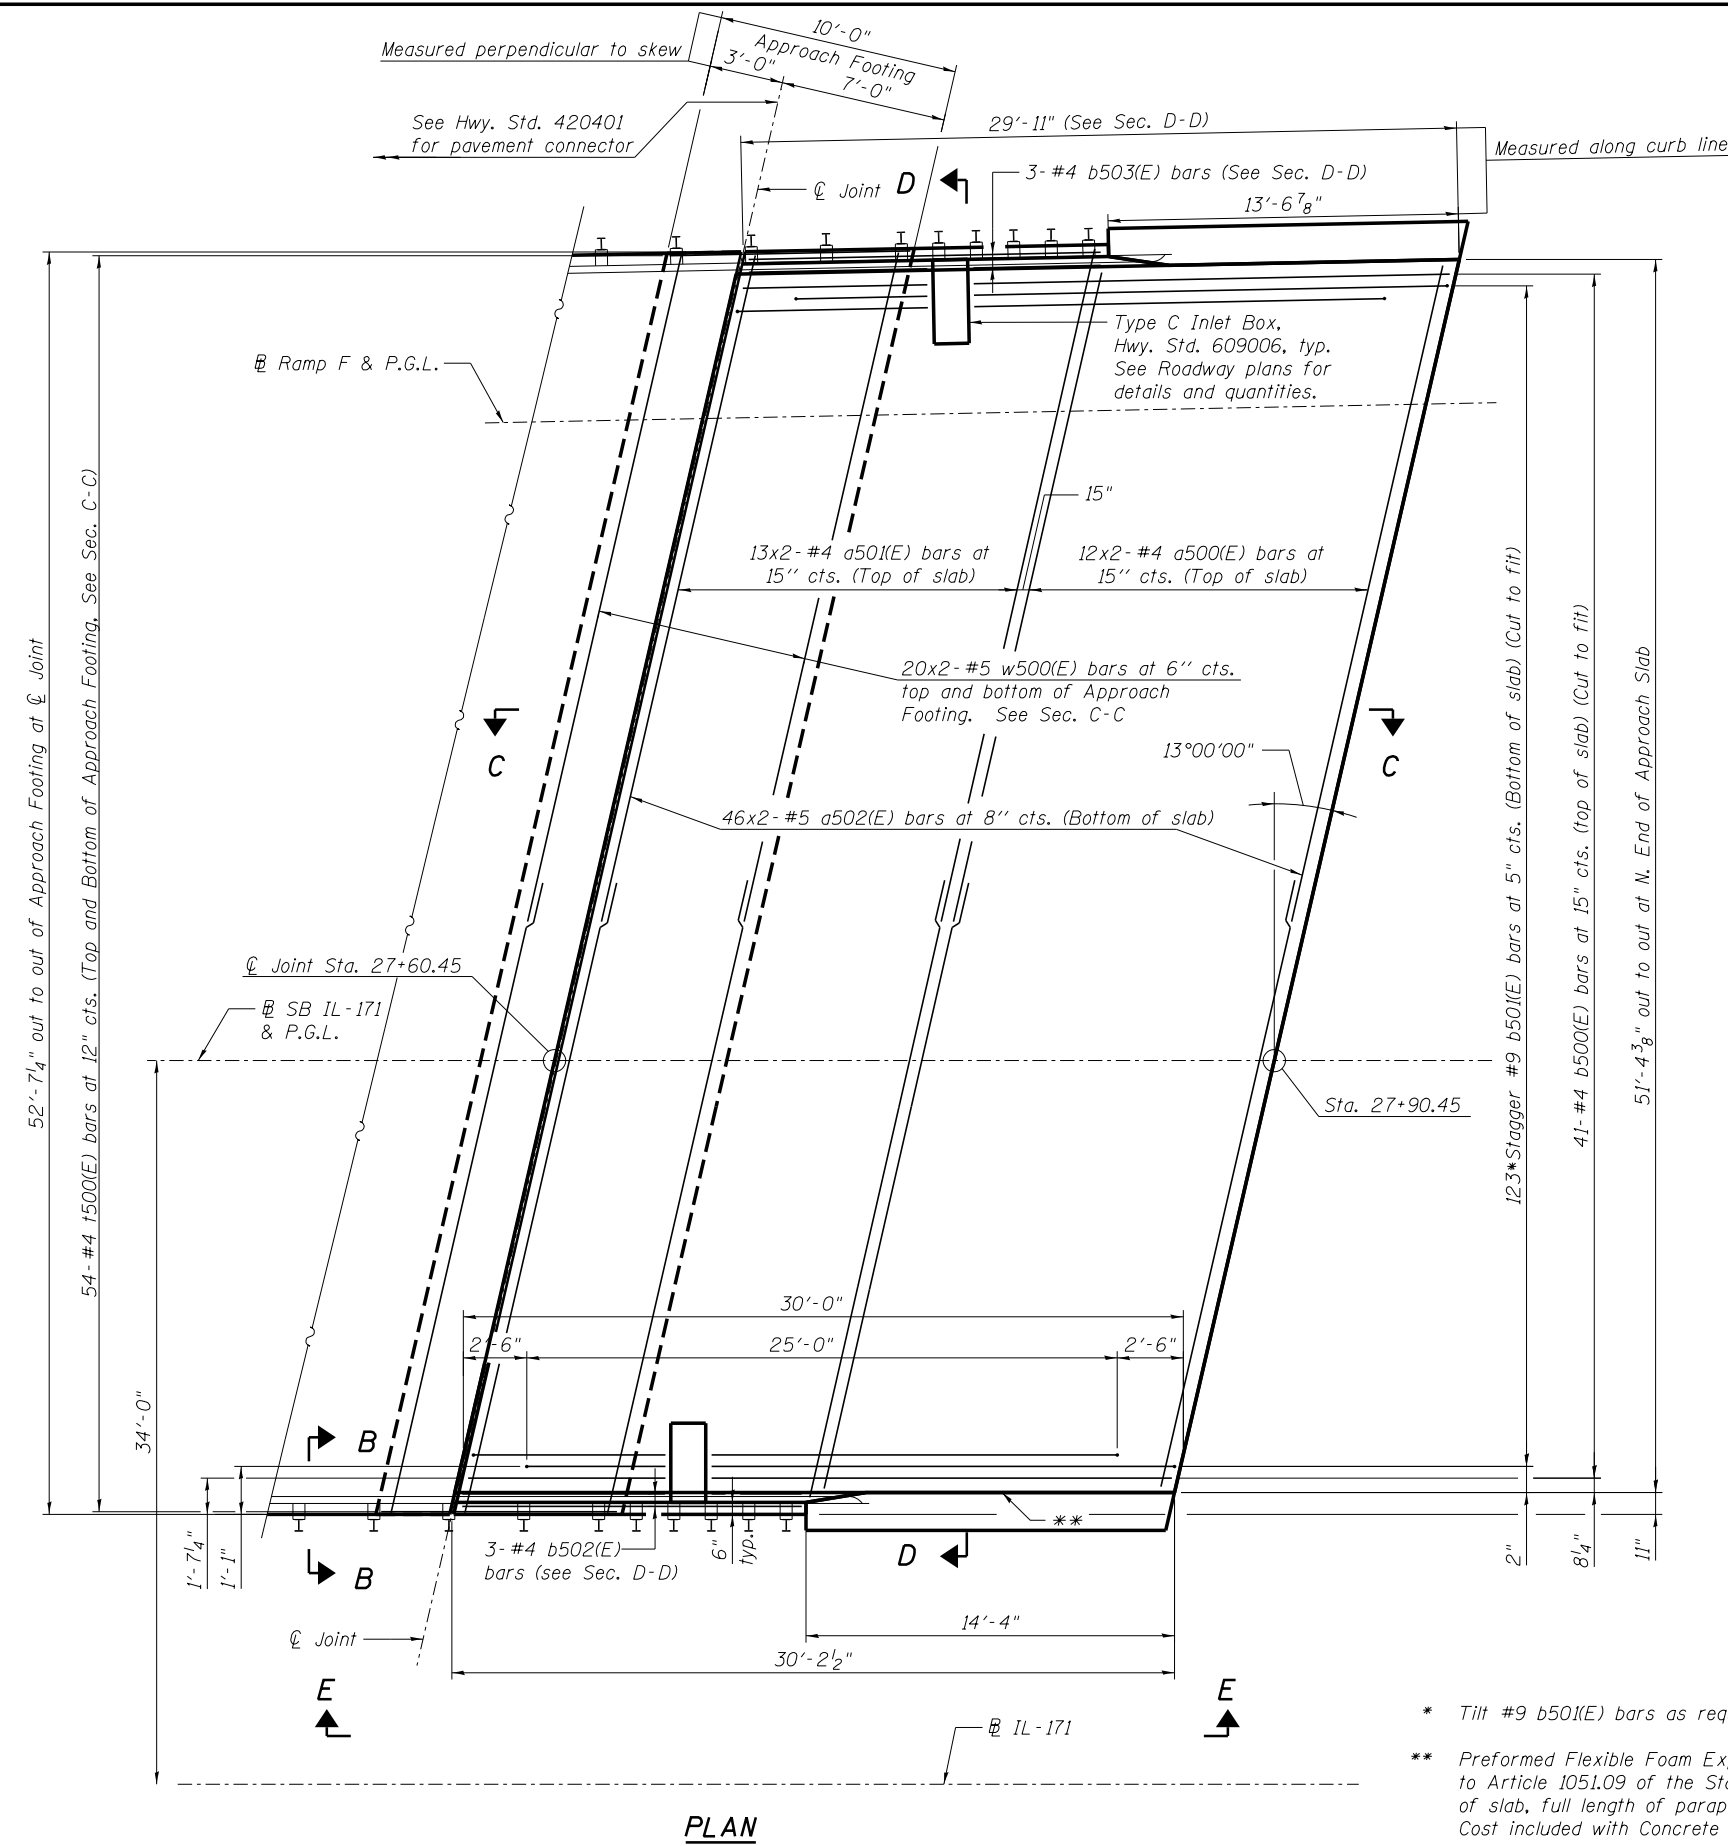 10'-0"
Approach Footing
3'-0"
7'-0"
Measured perpendicular to skew
See Hwy. Std. 420401
for pavement connector
29'-11" (See Sec. D-D)
Measured along curb line
℄ Joint
D
3-#4 b503(E) bars (See Sec. D-D)
13'-6 7/8"
Type C Inlet Box,
Hwy. Std. 609006, typ.
See Roadway plans for
details and quantities.
Ramp F & P.G.L.
15"
13x2-#4 a501(E) bars at
15'' cts. (Top of slab)
12x2-#4 a500(E) bars at
15'' cts. (Top of slab)
20x2-#5 w500(E) bars at 6'' cts.
top and bottom of Approach
Footing. See Sec. C-C
C
C
13°00'00"
46x2-#5 a502(E) bars at 8'' cts. (Bottom of slab)
52'-7 1/4" out to out of Approach Footing at ℄ Joint
54-#4 t500(E) bars at 12" cts. (Top and Bottom of Approach Footing, See Sec. C-C)
123*Stagger #9 b501(E) bars at 5" cts. (Bottom of slab) (Cut to fit)
41-#4 b500(E) bars at 15" cts. (top of slab) (Cut to fit)
51'-4 3/8" out to out at N. End of Approach Slab
℄ Joint Sta. 27+60.45
SB IL-171
& P.G.L.
Sta. 27+90.45
30'-0"
2'-6"
25'-0"
2'-6"
34'-0"
B
B
1'-7 1/4"
1'-1"
3-#4 b502(E)
bars (see Sec. D-D)
6"
typ.
**
D
2"
8 1/4"
11"
14'-4"
℄ Joint
30'-2 1/2"
E
E
IL-171
* Tilt #9 b501(E) bars as req
** Preformed Flexible Foam Ex
to Article 1051.09 of the Sta
of slab, full length of parap
Cost included with Concrete
PLAN